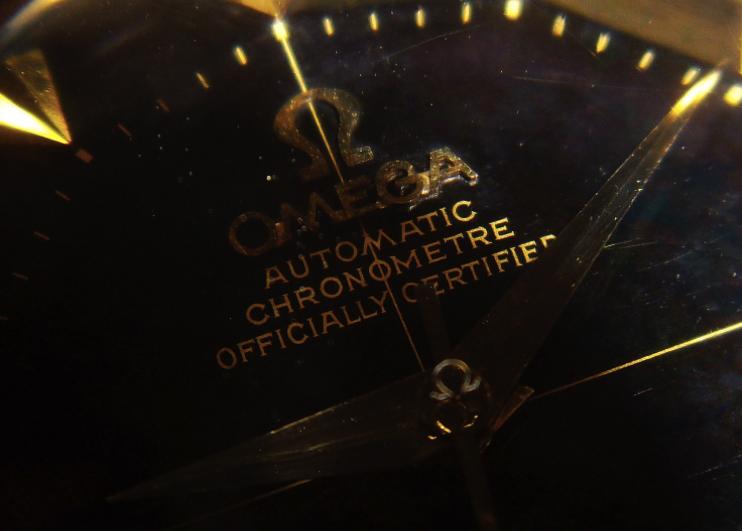 Ω
OMEGA
AUTOMATIC
CHRONOMETRE
OFFICIALLY CERTIFIED